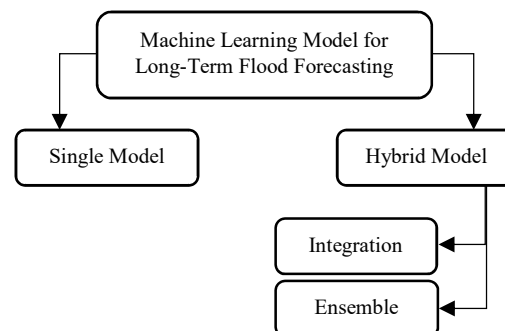 Machine Learning Model for
Long-Term Flood Forecasting
Single Model
Hybrid Model
Integration
Ensemble